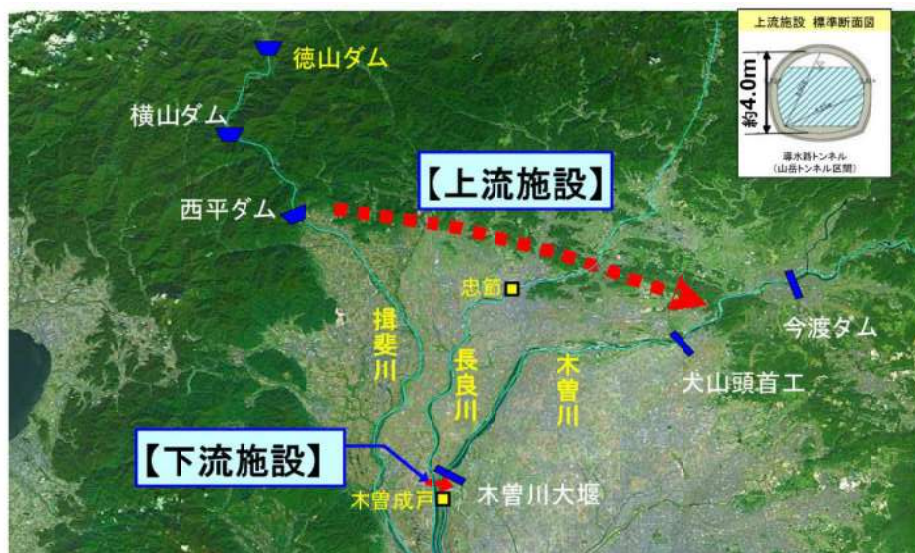 徳山ダム
横山ダム
西平ダム
【上流施設】
上流施設 標準断面図
約4.0m
導水路トンネル
(山岳トンネル区間)
忠節
今渡ダム
犬山頭首工
揖斐川
長良川
木曽川
【下流施設】
木曽成戸
木曽川大堰